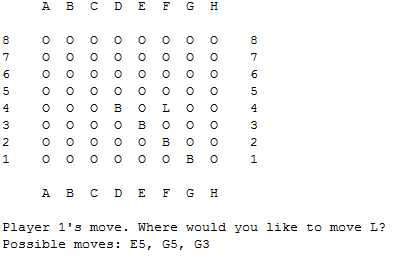 A B C D E F G H
8 O O O O O O O O 8
7 O O O O O O O O 7
6 O O O O O O O O 6
5 O O O O O O O O 5
4 O O O B O L O O 4
3 O O O O B O O O 3
2 O O O O O B O O 2
1 O O O O O O B O 1
A B C D E F G H
Player 1's move. Where would you like to move L?
Possible moves: E5, G5, G3